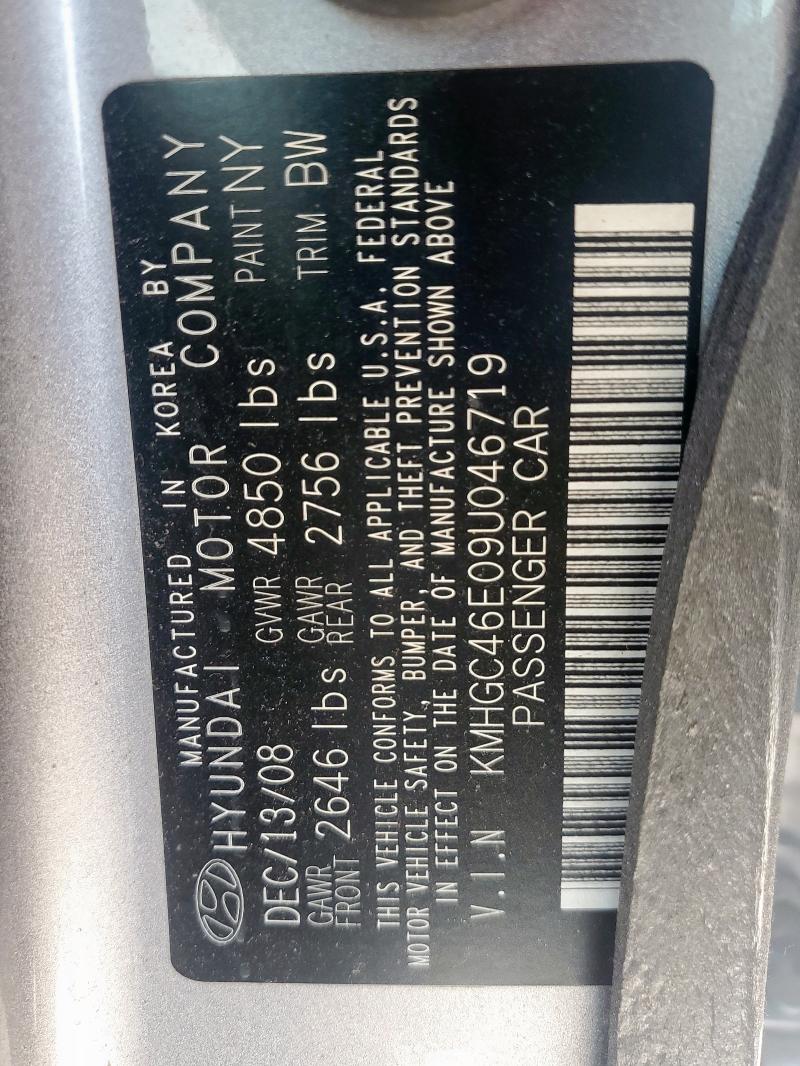 MANUFACTURED IN KOREA BY
HYUNDAI MOTOR COMPANY
DEC/13/08 GVWR 4850 lbs PAINT NY
GAWR FRONT 2646 lbs GAWR REAR 2756 lbs TRIM BW
THIS VEHICLE CONFORMS TO ALL APPLICABLE U.S.A. FEDERAL
MOTOR VEHICLE SAFETY, BUMPER, AND THEFT PREVENTION STANDARDS
IN EFFECT ON THE DATE OF MANUFACTURE SHOWN ABOVE
V.I.N KMHGC46E09U046719
PASSENGER CAR